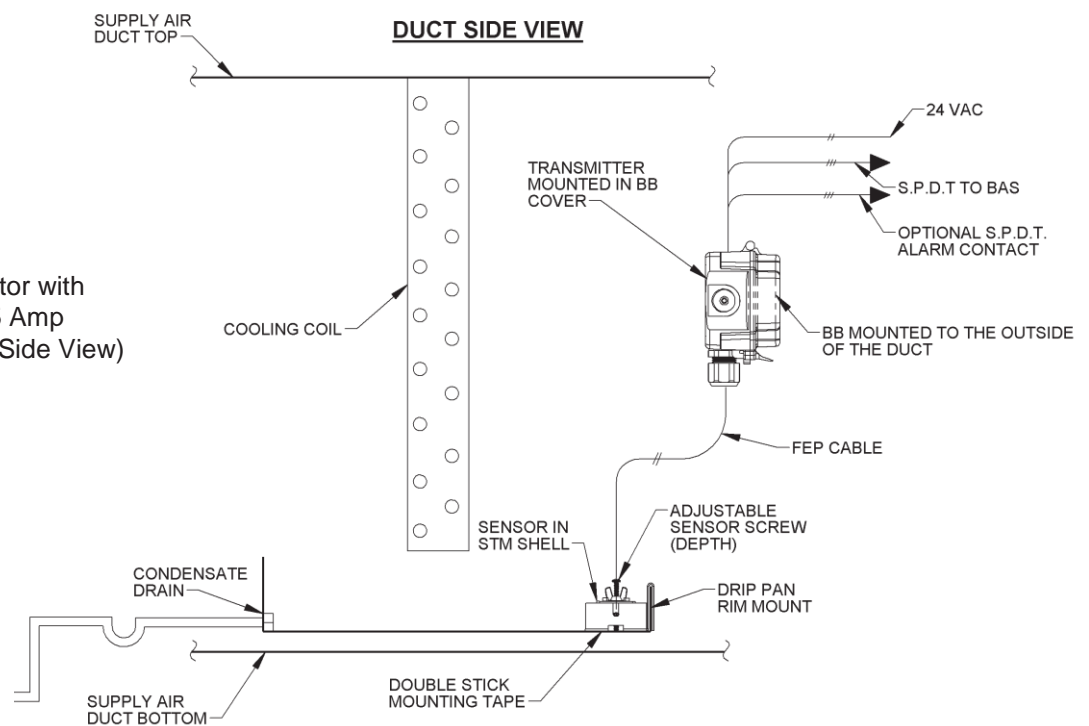 DUCT SIDE VIEW
SUPPLY AIR
DUCT TOP
24 VAC
TRANSMITTER
MOUNTED IN BB
COVER
S.P.D.T TO BAS
OPTIONAL S.P.D.T.
ALARM CONTACT
tor with
Amp
Side View)
COOLING COIL
BB MOUNTED TO THE OUTSIDE
OF THE DUCT
FEP CABLE
SENSOR IN
STM SHELL
ADJUSTABLE
SENSOR SCREW
(DEPTH)
CONDENSATE
DRAIN
DRIP PAN
RIM MOUNT
DOUBLE STICK
MOUNTING TAPE
SUPPLY AIR
DUCT BOTTOM